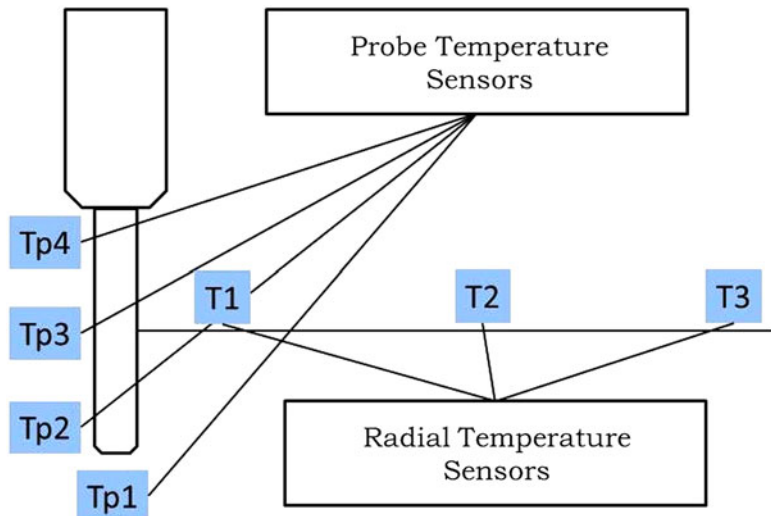 Probe Temperature
Sensors
Tp4
T1
T2
T3
Tp3
Tp2
Radial Temperature
Sensors
Tp1